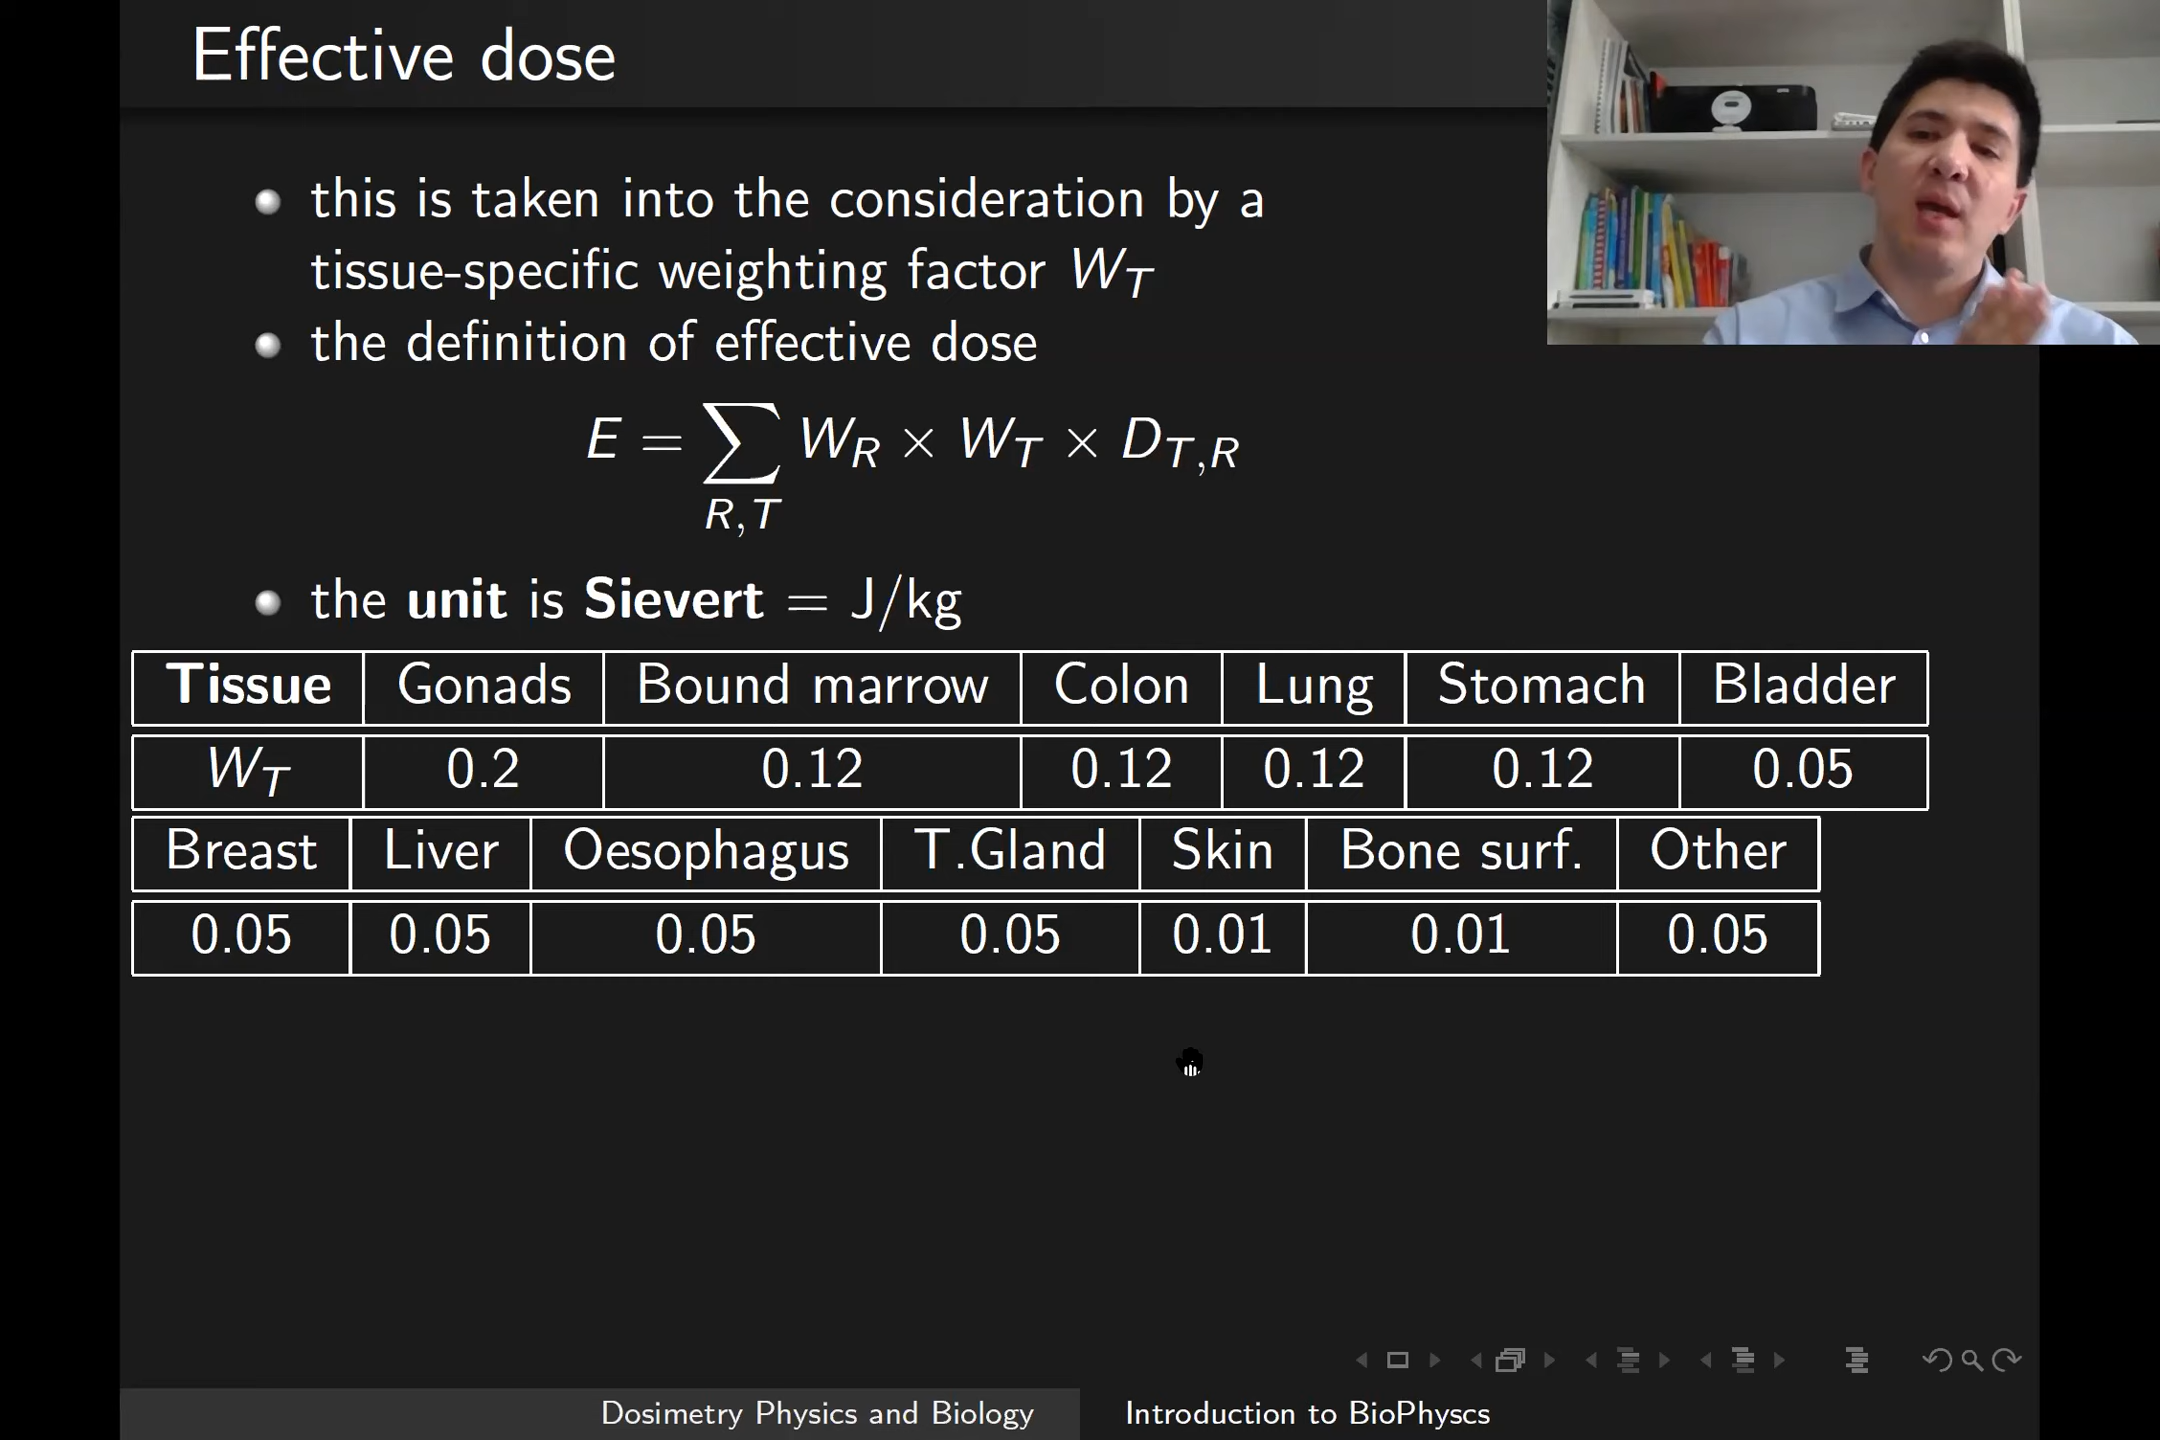 Effective dose
this is taken into the consideration by a
tissue-specific weighting factor W_T
the definition of effective dose
E = ∑_{R,T} W_R × W_T × D_{T,R}
the unit is Sievert = J/kg
Tissue Gonads Bound marrow Colon Lung Stomach Bladder
W_T 0.2 0.12 0.12 0.12 0.12 0.05
Breast Liver Oesophagus T.Gland Skin Bone surf. Other
0.05 0.05 0.05 0.05 0.01 0.01 0.05
Dosimetry Physics and Biology Introduction to BioPhyscs